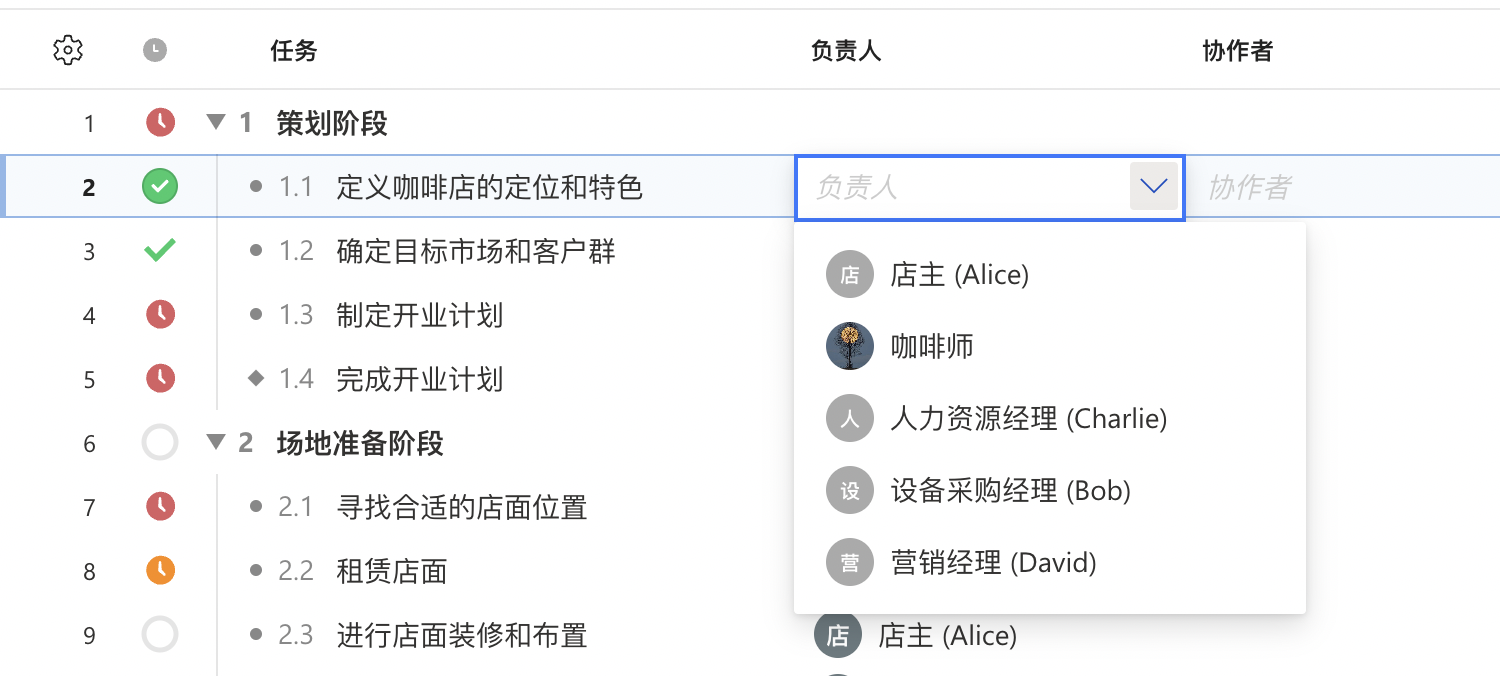 任务 负责人 协作者
1 1 策划阶段
2 1.1 定义咖啡店的定位和特色 负责人 协作者
3 1.2 确定目标市场和客户群
店 店主 (Alice)
4 1.3 制定开业计划
咖啡师
5 1.4 完成开业计划
人 人力资源经理 (Charlie)
6 2 场地准备阶段
设 设备采购经理 (Bob)
7 2.1 寻找合适的店面位置
营 营销经理 (David)
8 2.2 租赁店面
9 2.3 进行店面装修和布置 店 店主 (Alice)